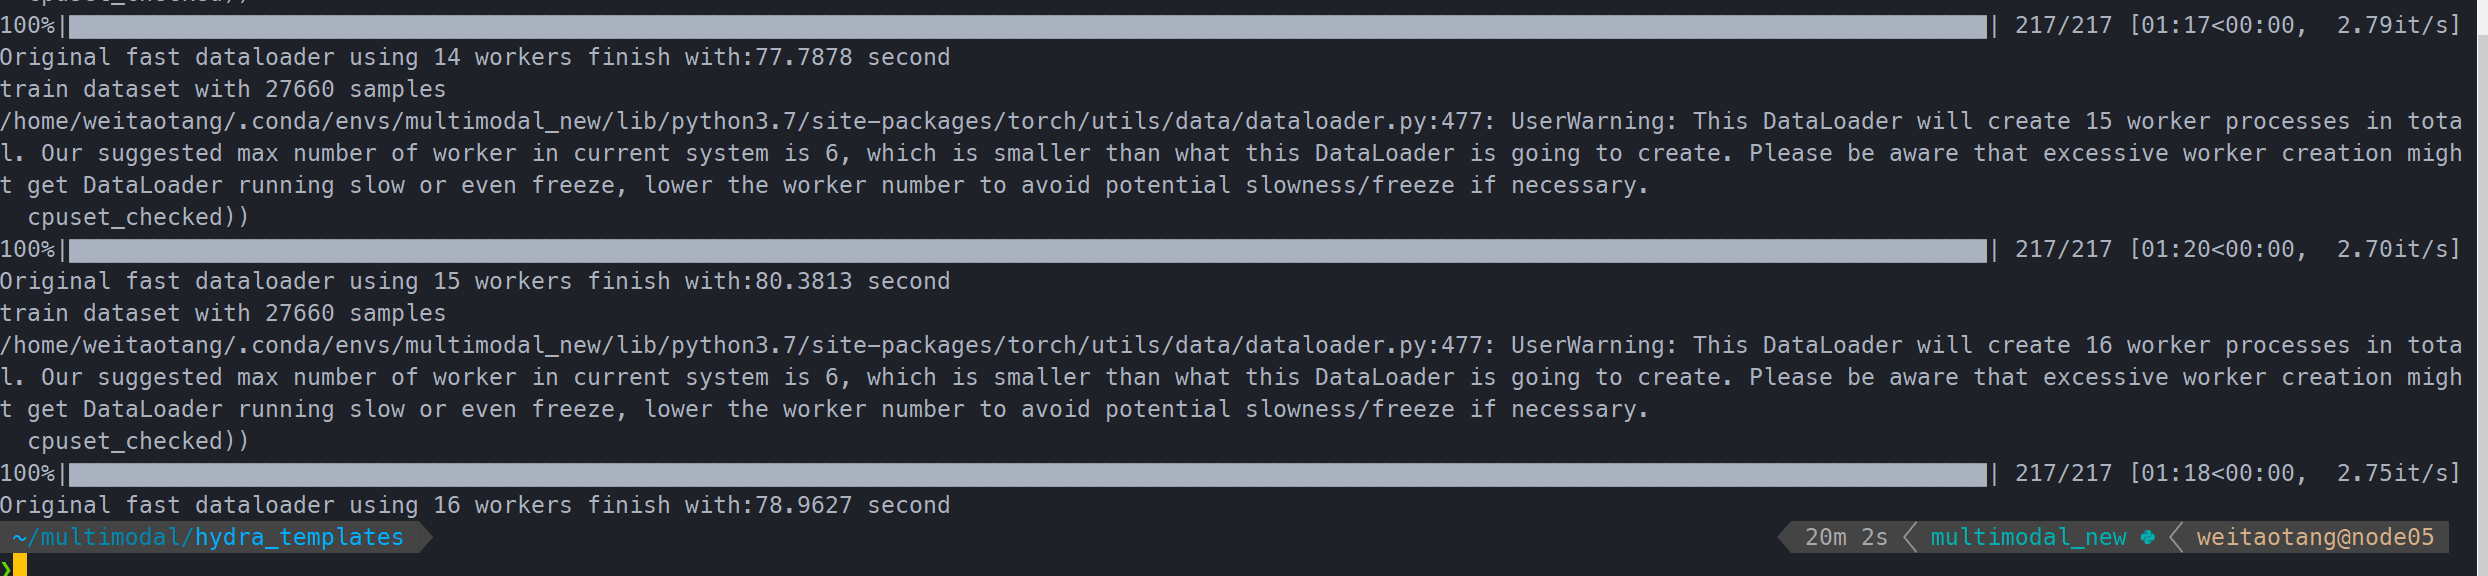 cpuset_checked))
100%| | 217/217 [01:17<00:00,  2.79it/s]
Original fast dataloader using 14 workers finish with:77.7878 second
train dataset with 27660 samples
/home/weitaotang/.conda/envs/multimodal_new/lib/python3.7/site-packages/torch/utils/data/dataloader.py:477: UserWarning: This DataLoader will create 15 worker processes in tota
l. Our suggested max number of worker in current system is 6, which is smaller than what this DataLoader is going to create. Please be aware that excessive worker creation migh
t get DataLoader running slow or even freeze, lower the worker number to avoid potential slowness/freeze if necessary.
  cpuset_checked))
100%| | 217/217 [01:20<00:00,  2.70it/s]
Original fast dataloader using 15 workers finish with:80.3813 second
train dataset with 27660 samples
/home/weitaotang/.conda/envs/multimodal_new/lib/python3.7/site-packages/torch/utils/data/dataloader.py:477: UserWarning: This DataLoader will create 16 worker processes in tota
l. Our suggested max number of worker in current system is 6, which is smaller than what this DataLoader is going to create. Please be aware that excessive worker creation migh
t get DataLoader running slow or even freeze, lower the worker number to avoid potential slowness/freeze if necessary.
  cpuset_checked))
100%| | 217/217 [01:18<00:00,  2.75it/s]
Original fast dataloader using 16 workers finish with:78.9627 second
~/multimodal/hydra_templates 20m 2s multimodal_new weitaotang@node05
❯